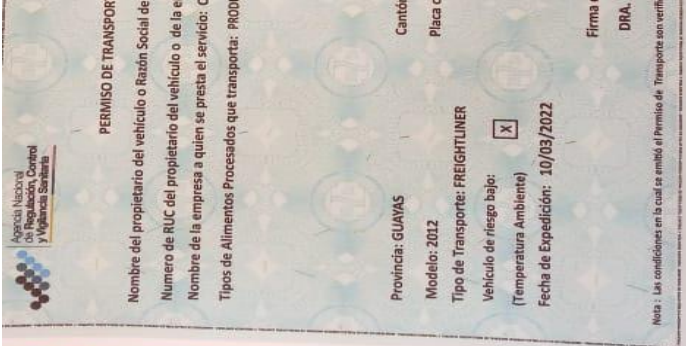 Agencia Nacional
de Regulación, Control
y Vigilancia Sanitaria
PERMISO DE TRANSPOR
Nombre del propietario del vehículo o Razón Social de
Numero de RUC del propietario del vehículo o de la e
Nombre de la empresa a quien se presta el servicio: C
Tipos de Alimentos Procesados que transporta: PROD
Provincia: GUAYAS
Cantón
Modelo: 2012
Placa d
Tipo de Transporte: FREIGHTLINER
Vehículo de riesgo bajo: X
(Temperatura Ambiente)
Fecha de Expedición: 10/03/2022
Firma
DRA.
Nota : Las condiciones en la cual se emitió el Permiso de Transporte son verifi